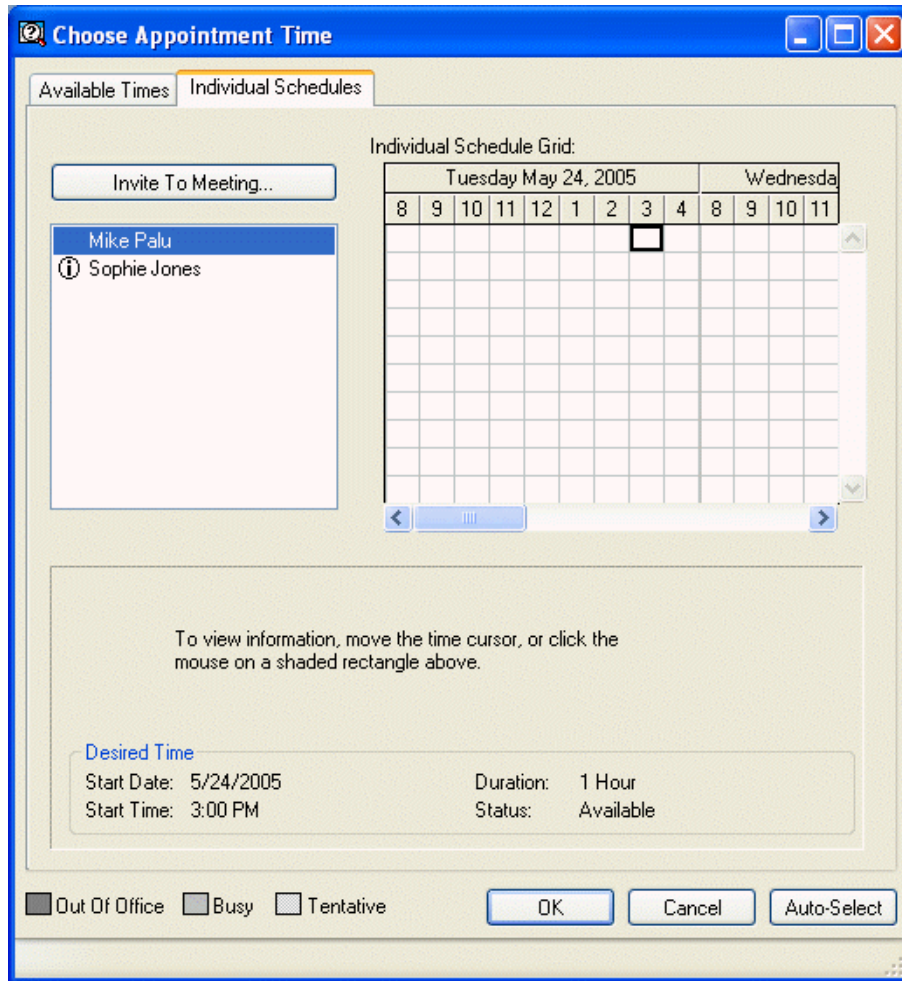 Choose Appointment Time
Available Times Individual Schedules
Individual Schedule Grid:
Invite To Meeting...
Tuesday May 24, 2005 Wednesda
8 9 10 11 12 1 2 3 4 8 9 10 11
Mike Palu
Sophie Jones
To view information, move the time cursor, or click the
mouse on a shaded rectangle above.
Desired Time
Start Date: 5/24/2005 Duration: 1 Hour
Start Time: 3:00 PM Status: Available
Out Of Office Busy Tentative OK Cancel Auto-Select